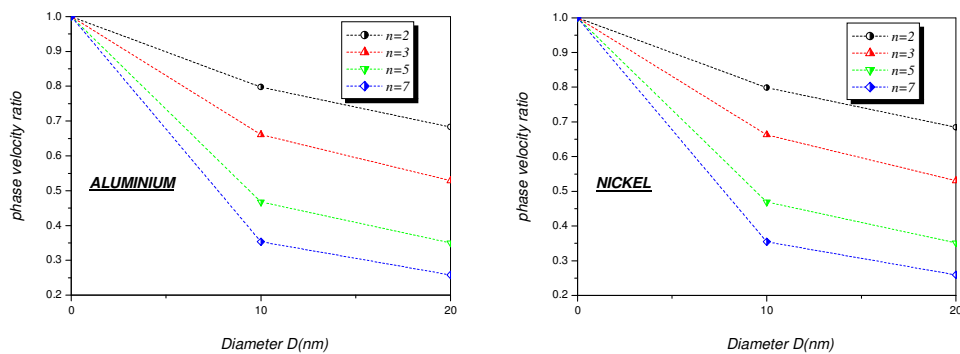 1.0
0.9
0.8
0.7
0.6
0.5
0.4
0.3
0.2
phase velocity ratio
n=2
n=3
n=5
n=7
ALUMINIUM
0
10
20
Diameter D(nm)
1.0
0.9
0.8
0.7
0.6
0.5
0.4
0.3
0.2
phase velocity ratio
n=2
n=3
n=5
n=7
NICKEL
0
10
20
Diameter D(nm)